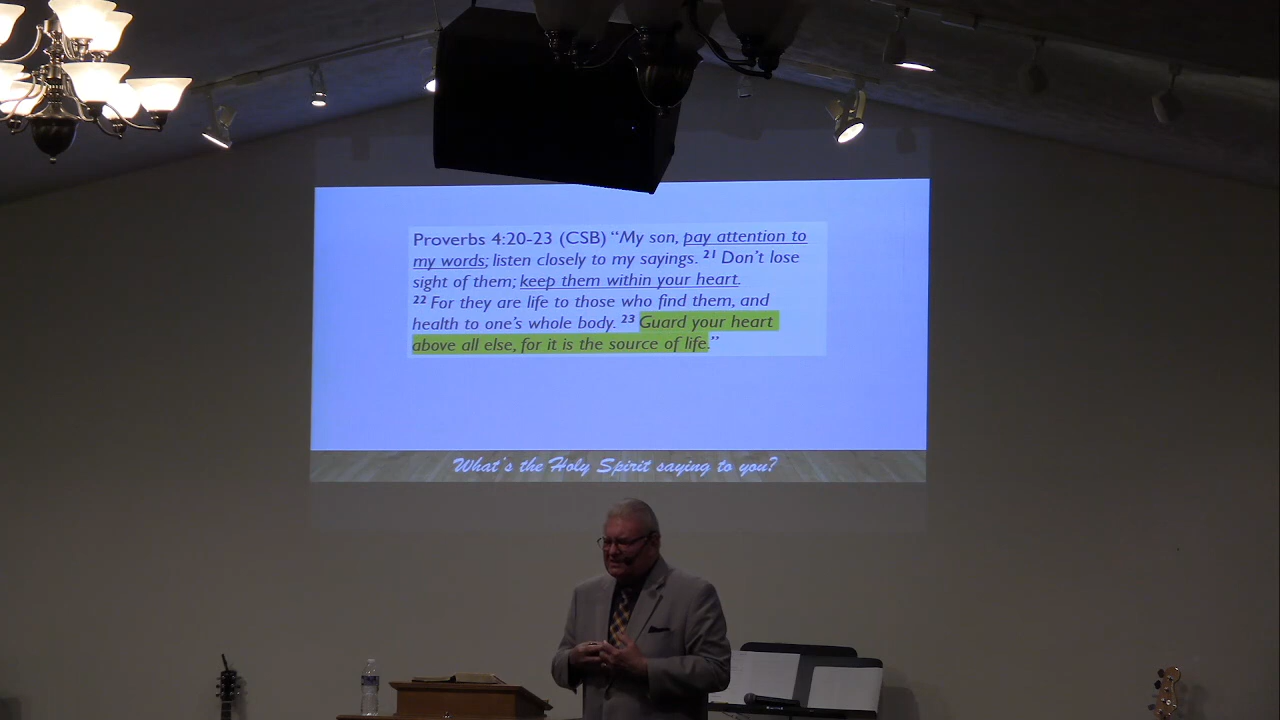 Proverbs 4:20-23 (CSB) “My son, pay attention to
my words; listen closely to my sayings. 21 Don’t lose
sight of them; keep them within your heart.
22 For they are life to those who find them, and
health to one’s whole body. 23 Guard your heart
above all else, for it is the source of life.”
What's the Holy Spirit saying to you?